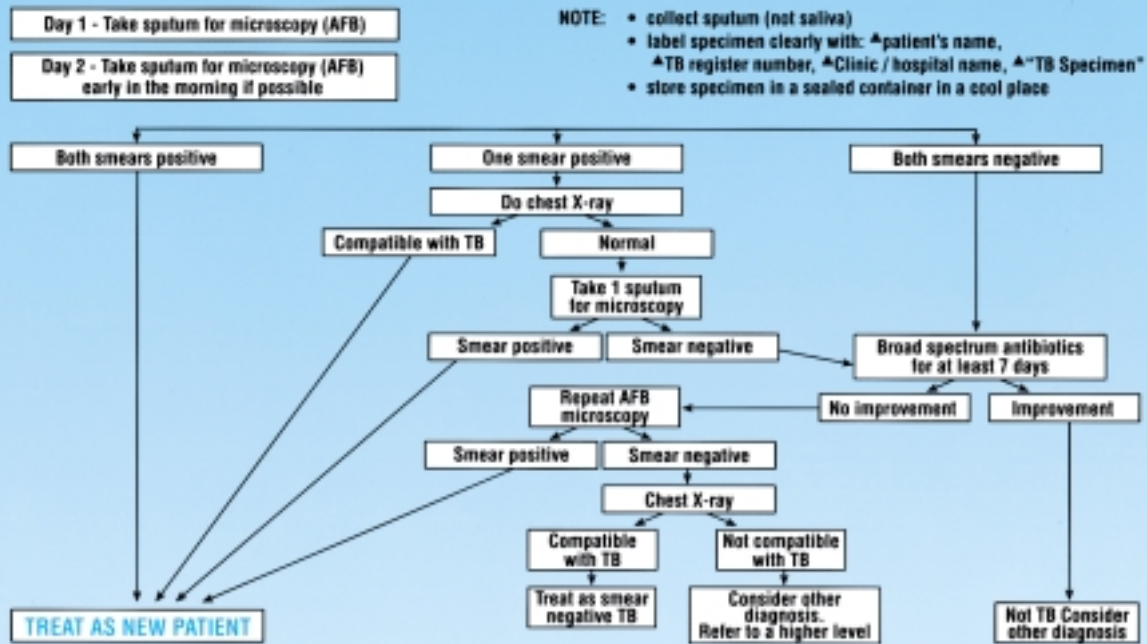 Day 1 - Take sputum for microscopy (AFB)
Day 2 - Take sputum for microscopy (AFB)
early in the morning if possible
NOTE: • collect sputum (not saliva)
• label specimen clearly with: ▲patient's name,
▲TB register number, ▲Clinic / hospital name, ▲"TB Specimen"
• store specimen in a sealed container in a cool place
Both smears positive
One smear positive
Both smears negative
Do chest X-ray
Compatible with TB
Normal
Take 1 sputum
for microscopy
Smear positive
Smear negative
Broad spectrum antibiotics
for at least 7 days
Repeat AFB
microscopy
No improvement
Improvement
Smear positive
Smear negative
Chest X-ray
Compatible
with TB
Not compatible
with TB
Treat as smear
negative TB
Consider other
diagnosis.
Refer to a higher level
Not TB Consider
other diagnosis
TREAT AS NEW PATIENT